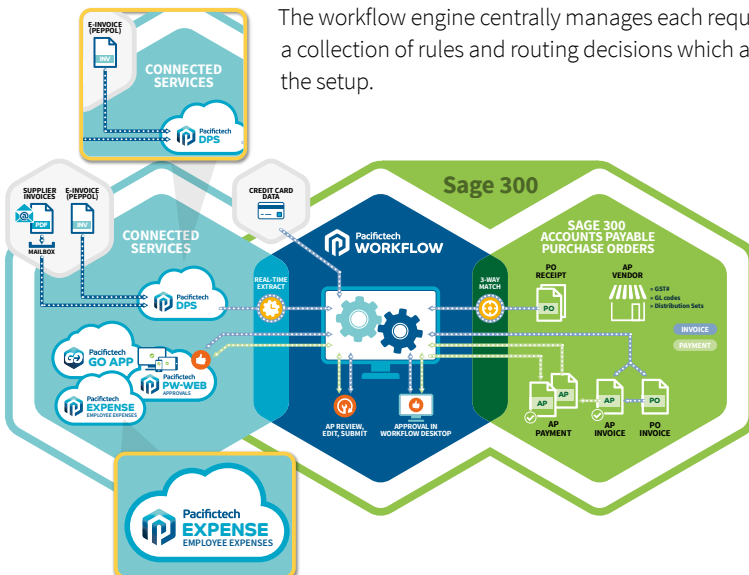 The workflow engine centrally manages each requ
a collection of rules and routing decisions which a
the setup.
E-INVOICE
(PEPPOL)
INV
CONNECTED
SERVICES
Pacifictech
DPS
SUPPLIER
INVOICES
PDF
MAILBOX
E-INVOICE
(PEPPOL)
INV
CONNECTED
SERVICES
Pacifictech
DPS
Pacifictech
GO APP
GO
Pacifictech
PW-WEB
APPROVALS
Pacifictech
EXPENSE
EMPLOYEE EXPENSES
CREDIT CARD
DATA
REAL-TIME
EXTRACT
Pacifictech
WORKFLOW
AP REVIEW,
EDIT, SUBMIT
APPROVAL IN
WORKFLOW DESKTOP
3-WAY
MATCH
Sage 300
SAGE 300
ACCOUNTS PAYABLE
PURCHASE ORDERS
PO
RECEIPT
PO
AP
VENDOR
» GST#
» GL codes
» Distribution Sets
INVOICE
PAYMENT
AP
AP
AP
PAYMENT
AP
AP
INVOICE
PO
PO
INVOICE
Pacifictech
EXPENSE
EMPLOYEE EXPENSES